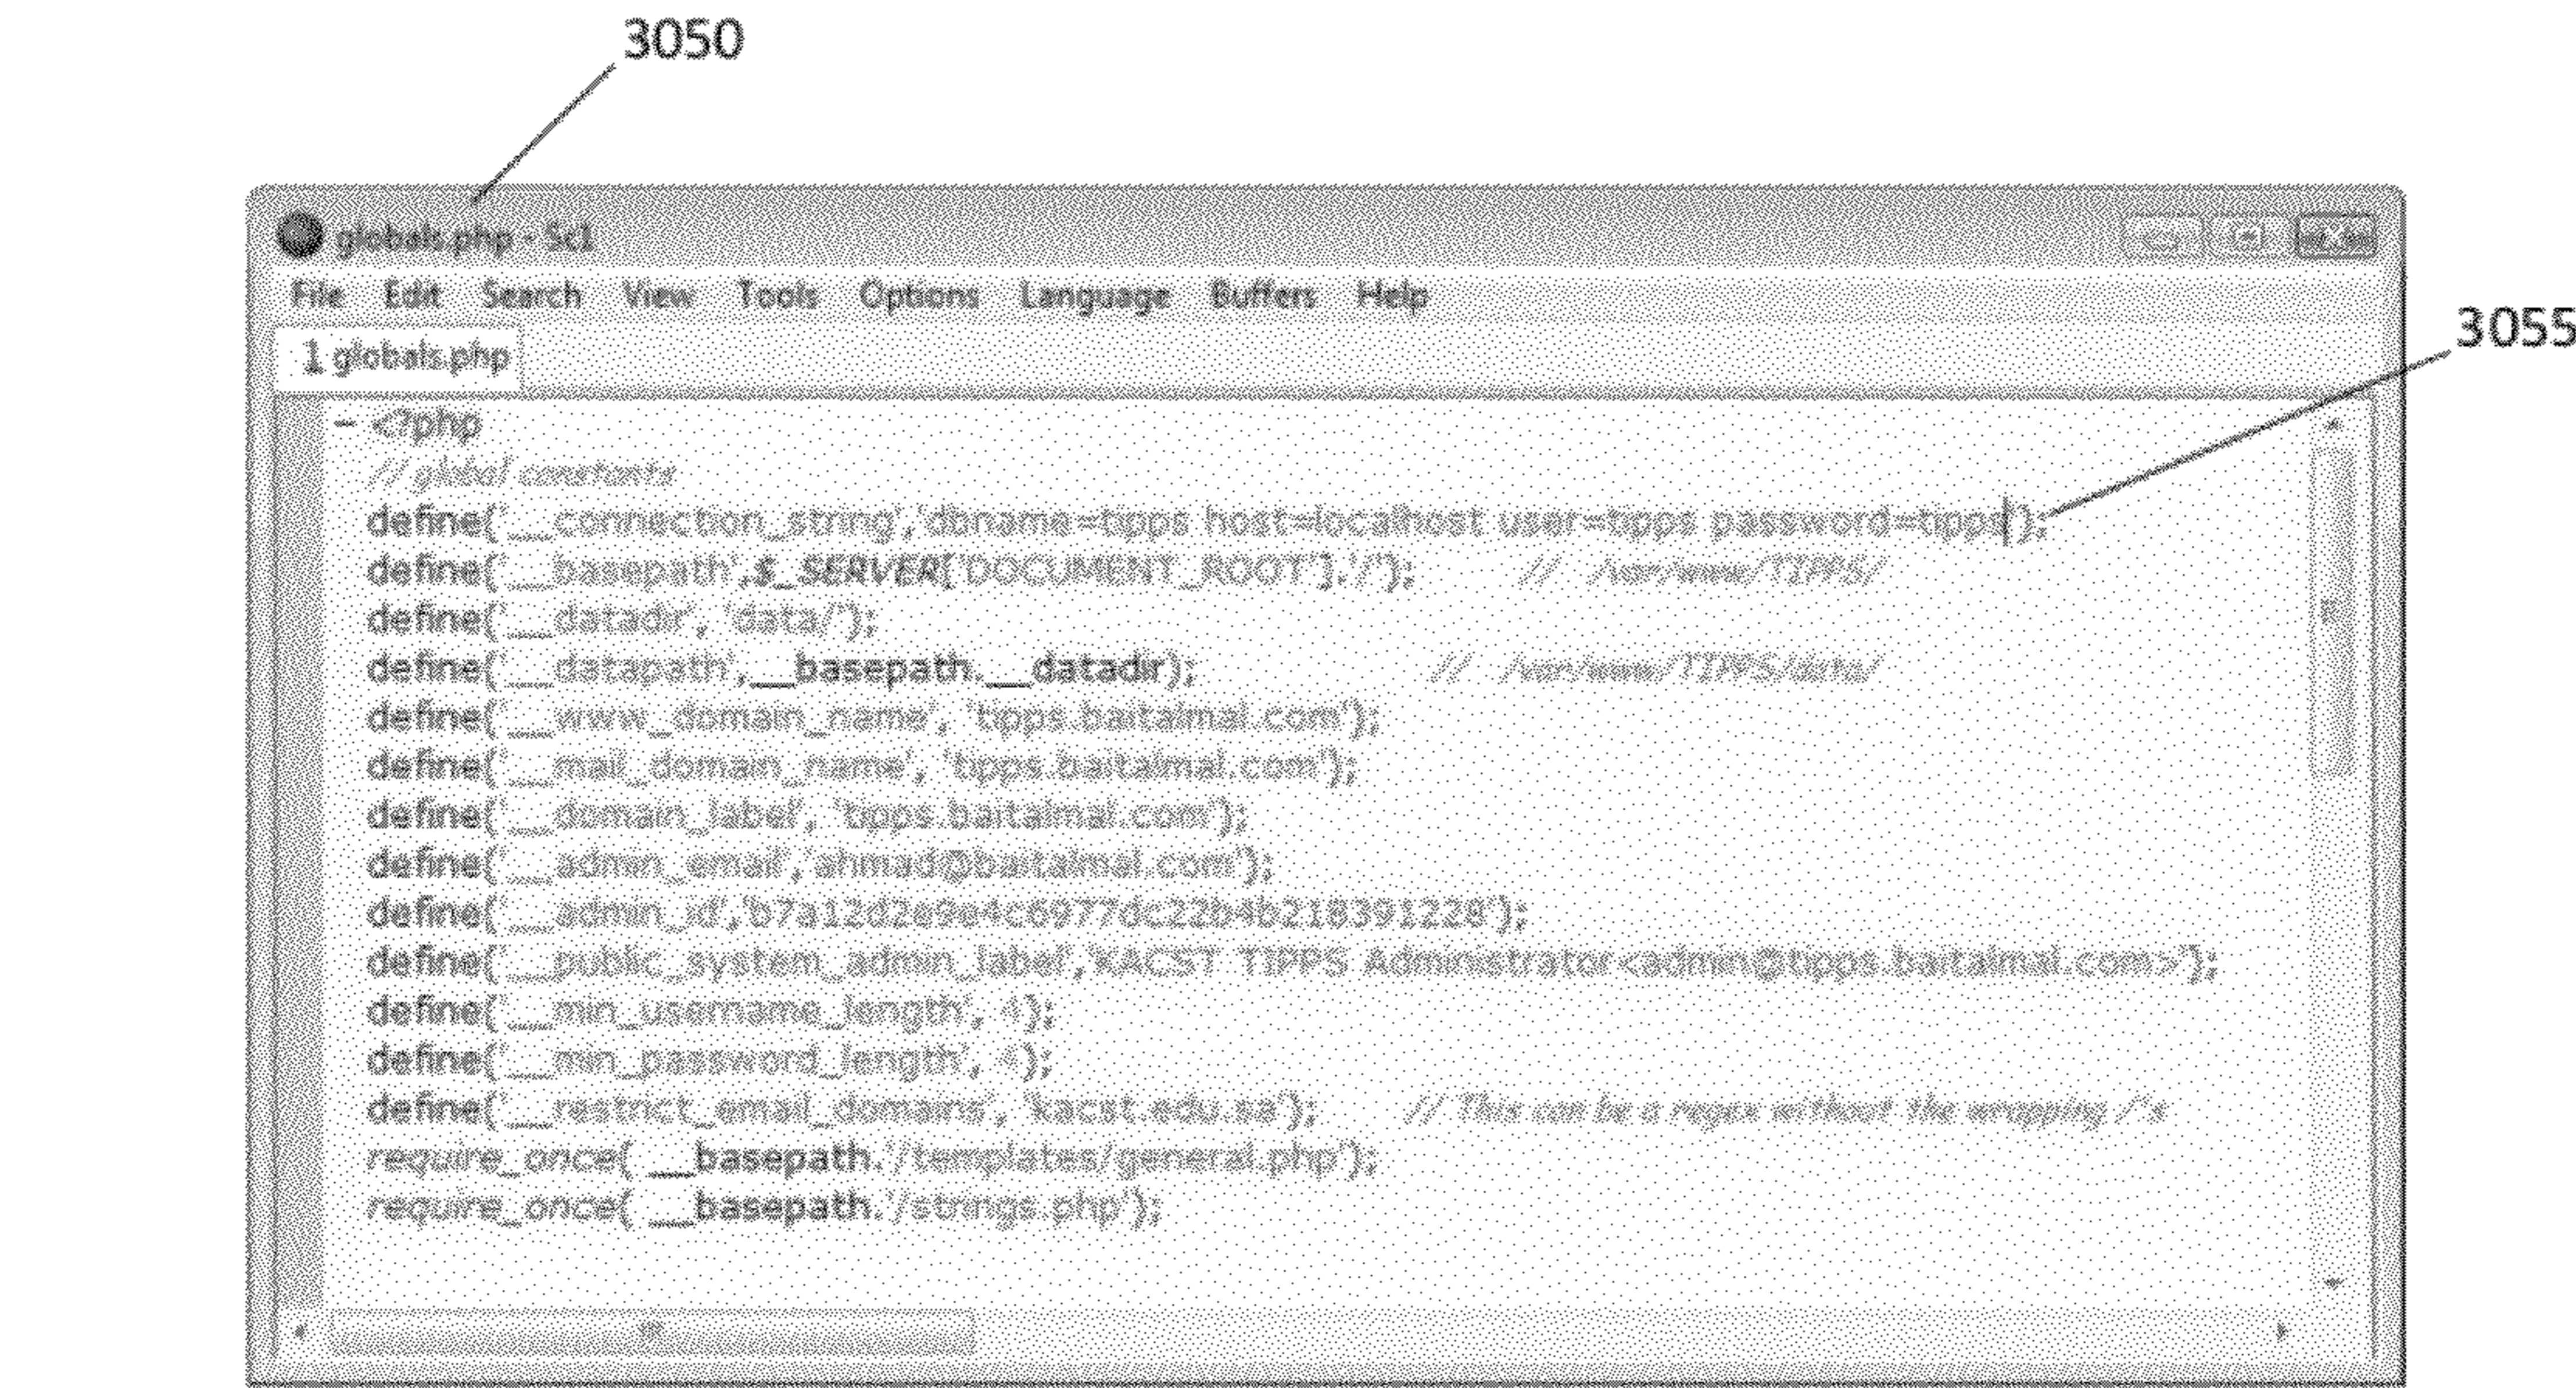 3050
globals.php - Sc1
File Edit Search View Tools Options Language Buffers Help
3055
1 globals.php
− <?php
// global constants
define('__connection_string','dbname=tipps host=localhost user=tipps password=tipps');
define('__basepath',$_SERVER['DOCUMENT_ROOT'].'/'); // /var/www/TIPPS/
define('__datadir', 'data/');
define('__datapath',__basepath.__datadir); // /var/www/TIPPS/data/
define('__www_domain_name', 'tipps.baitalmal.com');
define('__mail_domain_name', 'tipps.baitalmal.com');
define('__domain_label', 'tipps.baitalmal.com');
define('__admin_email','ahmad@baitalmal.com');
define('__admin_id','b7a12d2e9e4c6977dc22b4b218391228');
define('__public_system_admin_label','KACST TIPPS Administrator<admin@tipps.baitalmal.com>');
define('__min_username_length', 4);
define('__min_password_length', 4);
define('__restrict_email_domains', 'kacst.edu.sa'); // This can be a regex without the wrapping /'s
require_once( __basepath.'/templates/general.php');
require_once( __basepath.'/strings.php');